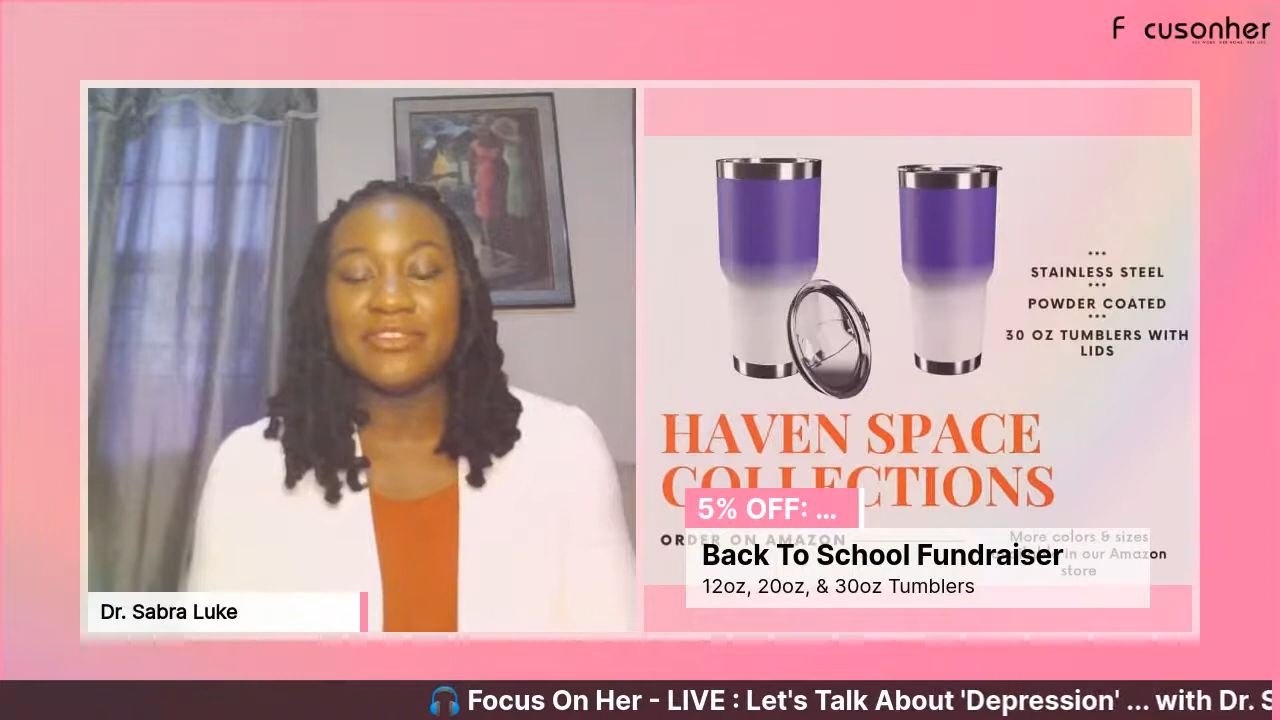 F cusonher
•••
STAINLESS STEEL
•••
POWDER COATED
•••
30 OZ TUMBLERS WITH
LIDS
HAVEN SPACE
COLLECTIONS
5% OFF: ...
ORDER ON AMAZON
More colors & sizes
in our Amazon
store
Back To School Fundraiser
12oz, 20oz, & 30oz Tumblers
Dr. Sabra Luke
🎧 Focus On Her - LIVE : Let's Talk About 'Depression' ... with Dr. S